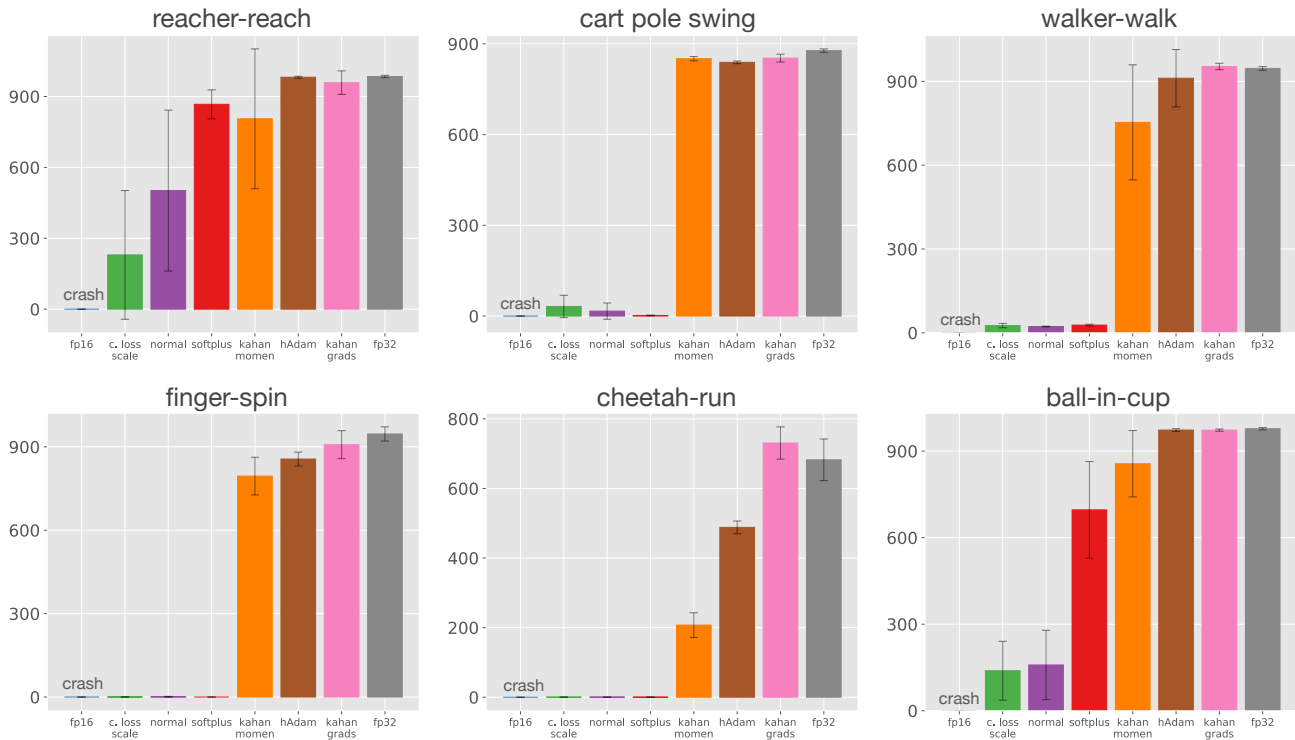 reacher-reach
900
600
300
0
crash
fp16 c. loss normal softplus kahan hAdam kahan fp32
scale momen grads
cart pole swing
900
600
300
0
crash
fp16 c. loss normal softplus kahan hAdam kahan fp32
scale momen grads
walker-walk
900
600
300
0
crash
fp16 c. loss normal softplus kahan hAdam kahan fp32
scale momen grads
finger-spin
900
600
300
0
crash
fp16 c. loss normal softplus kahan hAdam kahan fp32
scale momen grads
cheetah-run
800
600
400
200
0
crash
fp16 c. loss normal softplus kahan hAdam kahan fp32
scale momen grads
ball-in-cup
900
600
300
0
crash
fp16 c. loss normal softplus kahan hAdam kahan fp32
scale momen grads